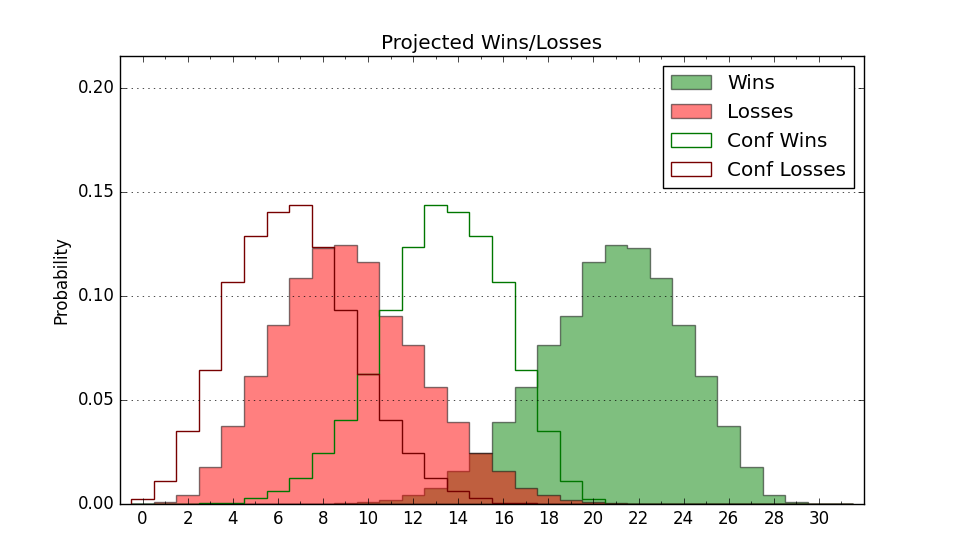 Projected Wins/Losses
Wins
Losses
Conf Wins
Conf Losses
Probability
0.20
0.15
0.10
0.05
0.00
0 2 4 6 8 10 12 14 16 18 20 22 24 26 28 30